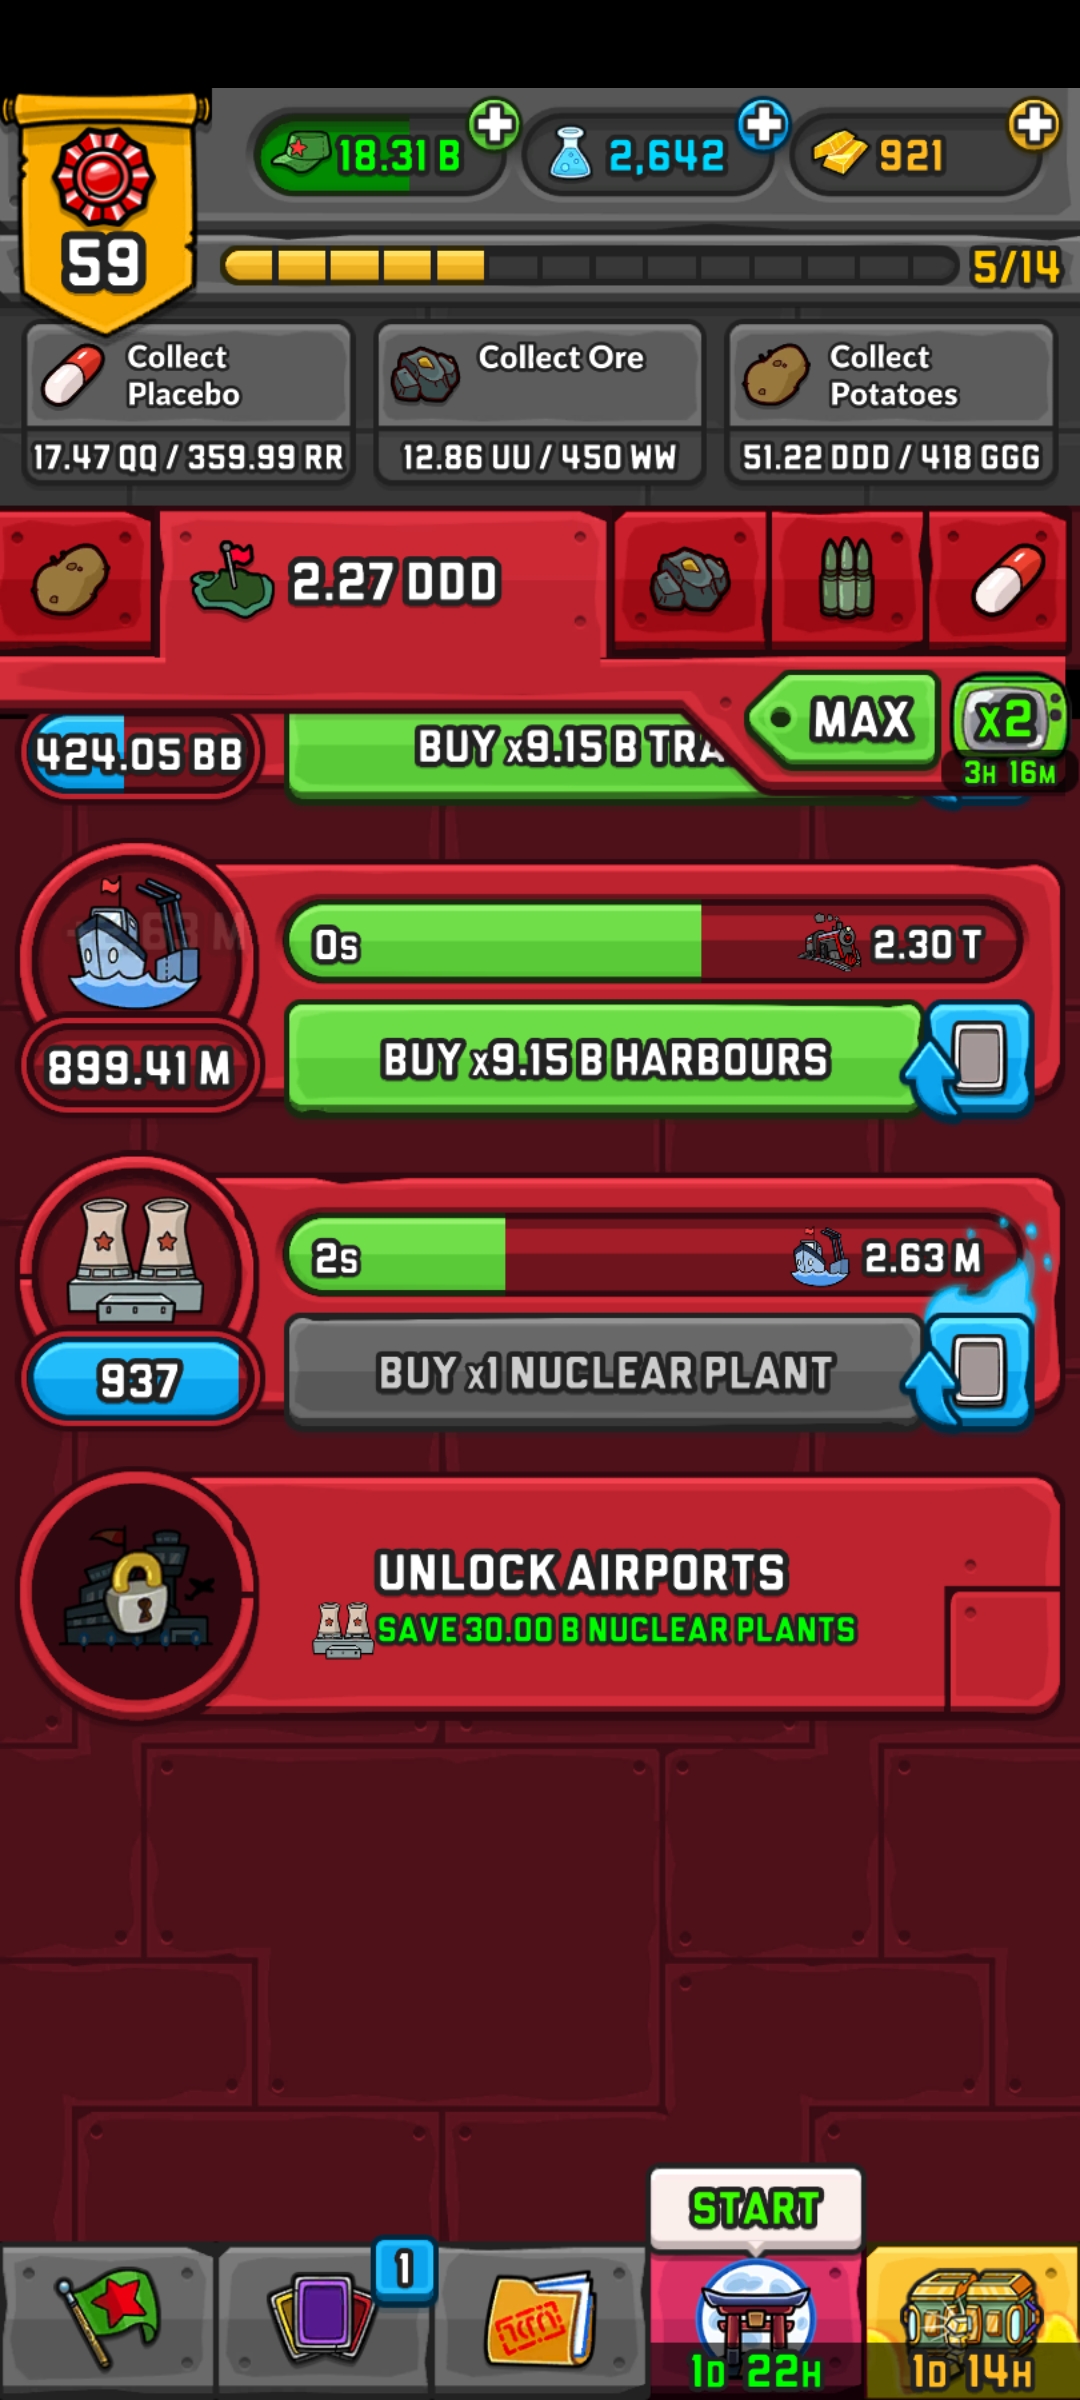 18.31 B
2,642
921
59
5/14
Collect
Placebo
17.47 QQ / 359.99 RR
Collect Ore
12.86 UU / 450 WW
Collect
Potatoes
51.22 DDD / 418 GGG
2.27 DDD
MAX
x2
3H 16M
424.05 BB
BUY x9.15 B TRA
0s
2.30 T
899.41 M
BUY x9.15 B HARBOURS
2s
2.63 M
937
BUY x1 NUCLEAR PLANT
UNLOCK AIRPORTS
SAVE 30.00 B NUCLEAR PLANTS
START
1
1D 22H
1D 14H